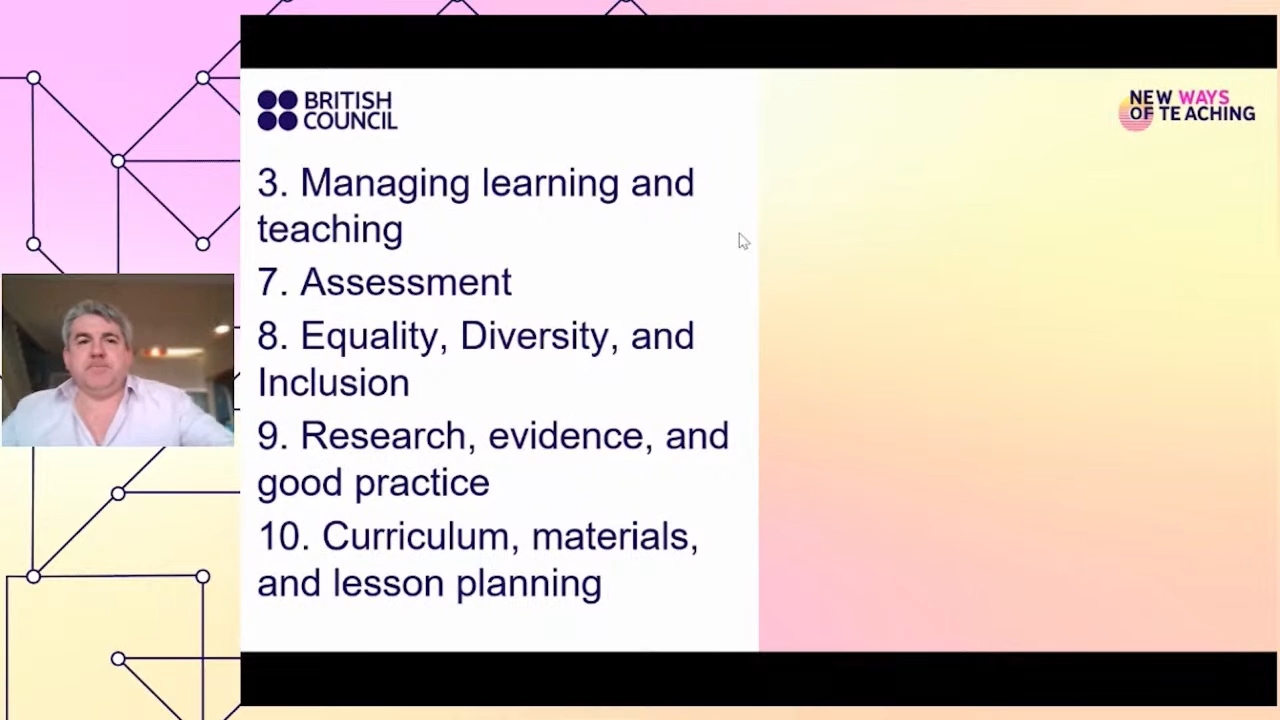 BRITISH
COUNCIL
NEW WAYS
OF TEACHING
3. Managing learning and
teaching
7. Assessment
8. Equality, Diversity, and
Inclusion
9. Research, evidence, and
good practice
10. Curriculum, materials,
and lesson planning